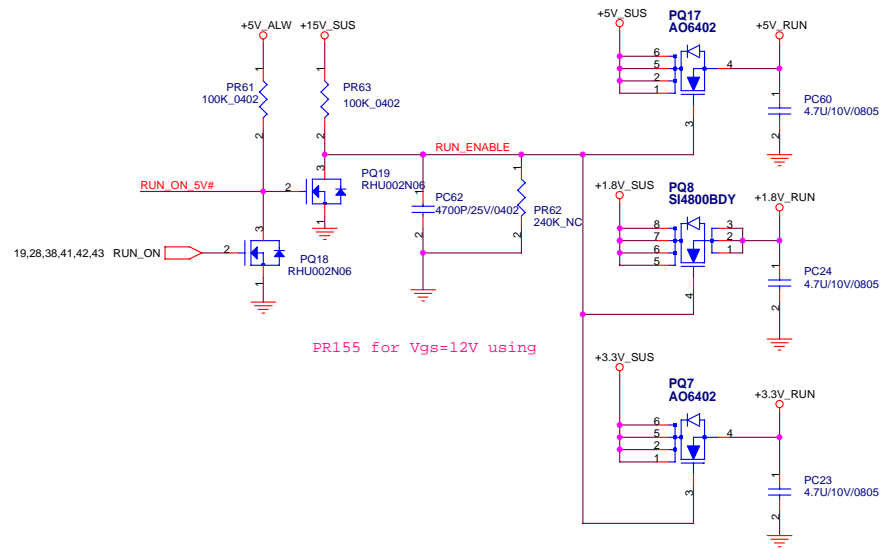 +5V_ALW
+15V_SUS
1
PR61
100K_0402
2
1
PR63
100K_0402
2
RUN_ENABLE
RUN_ON_5V#
2
3
1
PQ19
RHU002N06
19,28,38,41,42,43
RUN_ON
2
3
1
PQ18
RHU002N06
1
PC62
4700P/25V/0402
2
1
PR62
240K_NC
2
PR155 for Vgs=12V using
+5V_SUS
PQ17
AO6402
6
5
2
1
4
3
+5V_RUN
1
PC60
4.7U/10V/0805
2
+1.8V_SUS
PQ8
SI4800BDY
8
7
6
5
3
2
1
4
+1.8V_RUN
1
PC24
4.7U/10V/0805
2
+3.3V_SUS
PQ7
AO6402
6
5
2
1
4
3
+3.3V_RUN
1
PC23
4.7U/10V/0805
2